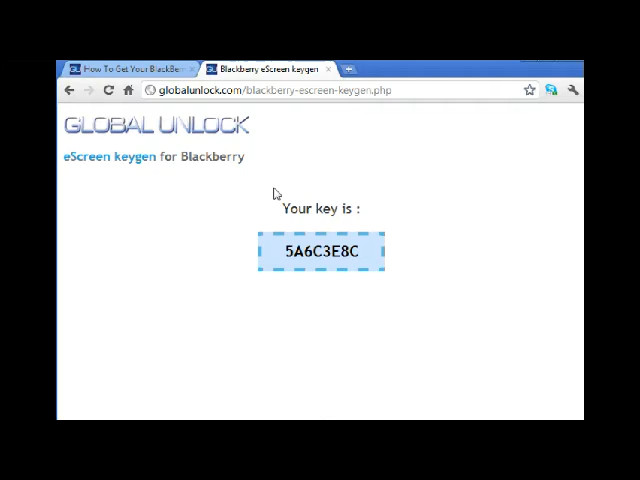 How To Get Your BlackBerr
Blackberry eScreen keygen
globalunlock.com/blackberry-escreen-keygen.php
GLOBAL UNLOCK
eScreen keygen for Blackberry
Your key is :
5A6C3E8C